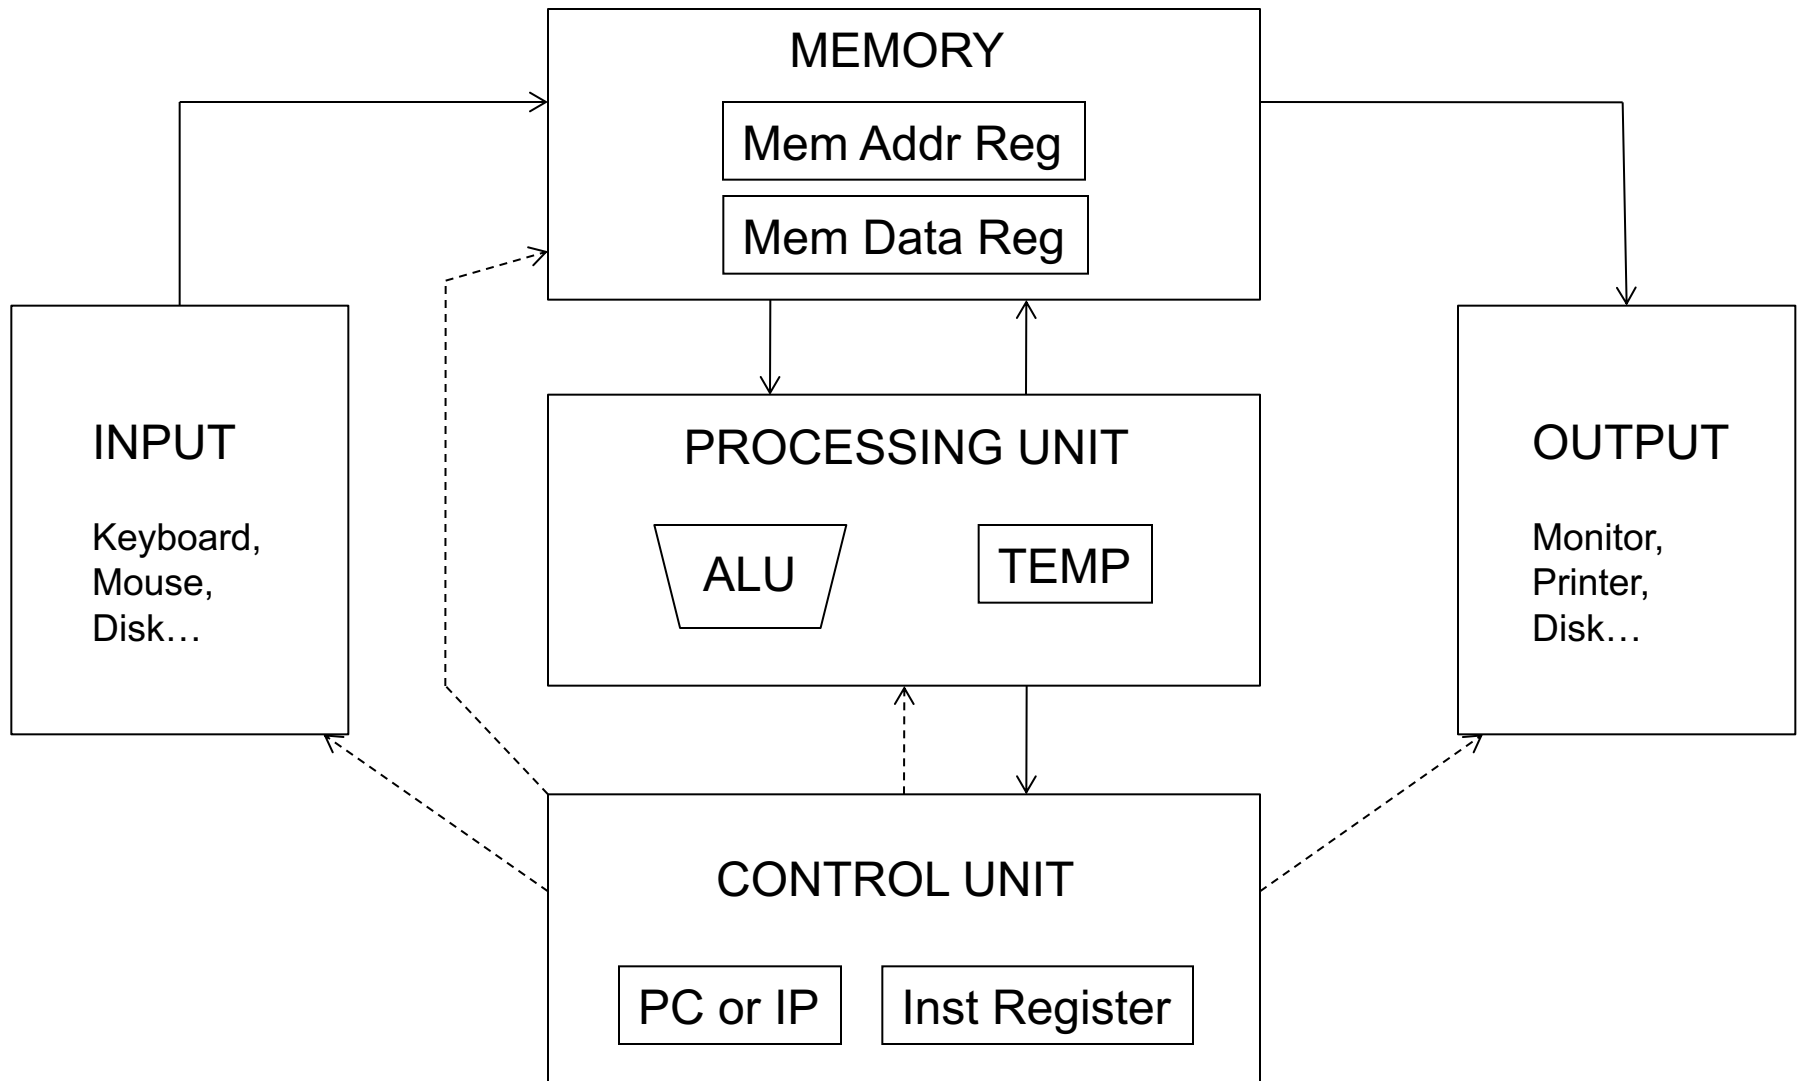 MEMORY
Mem Addr Reg
Mem Data Reg
INPUT
Keyboard,
Mouse,
Disk…
PROCESSING UNIT
ALU
TEMP
OUTPUT
Monitor,
Printer,
Disk…
CONTROL UNIT
PC or IP
Inst Register